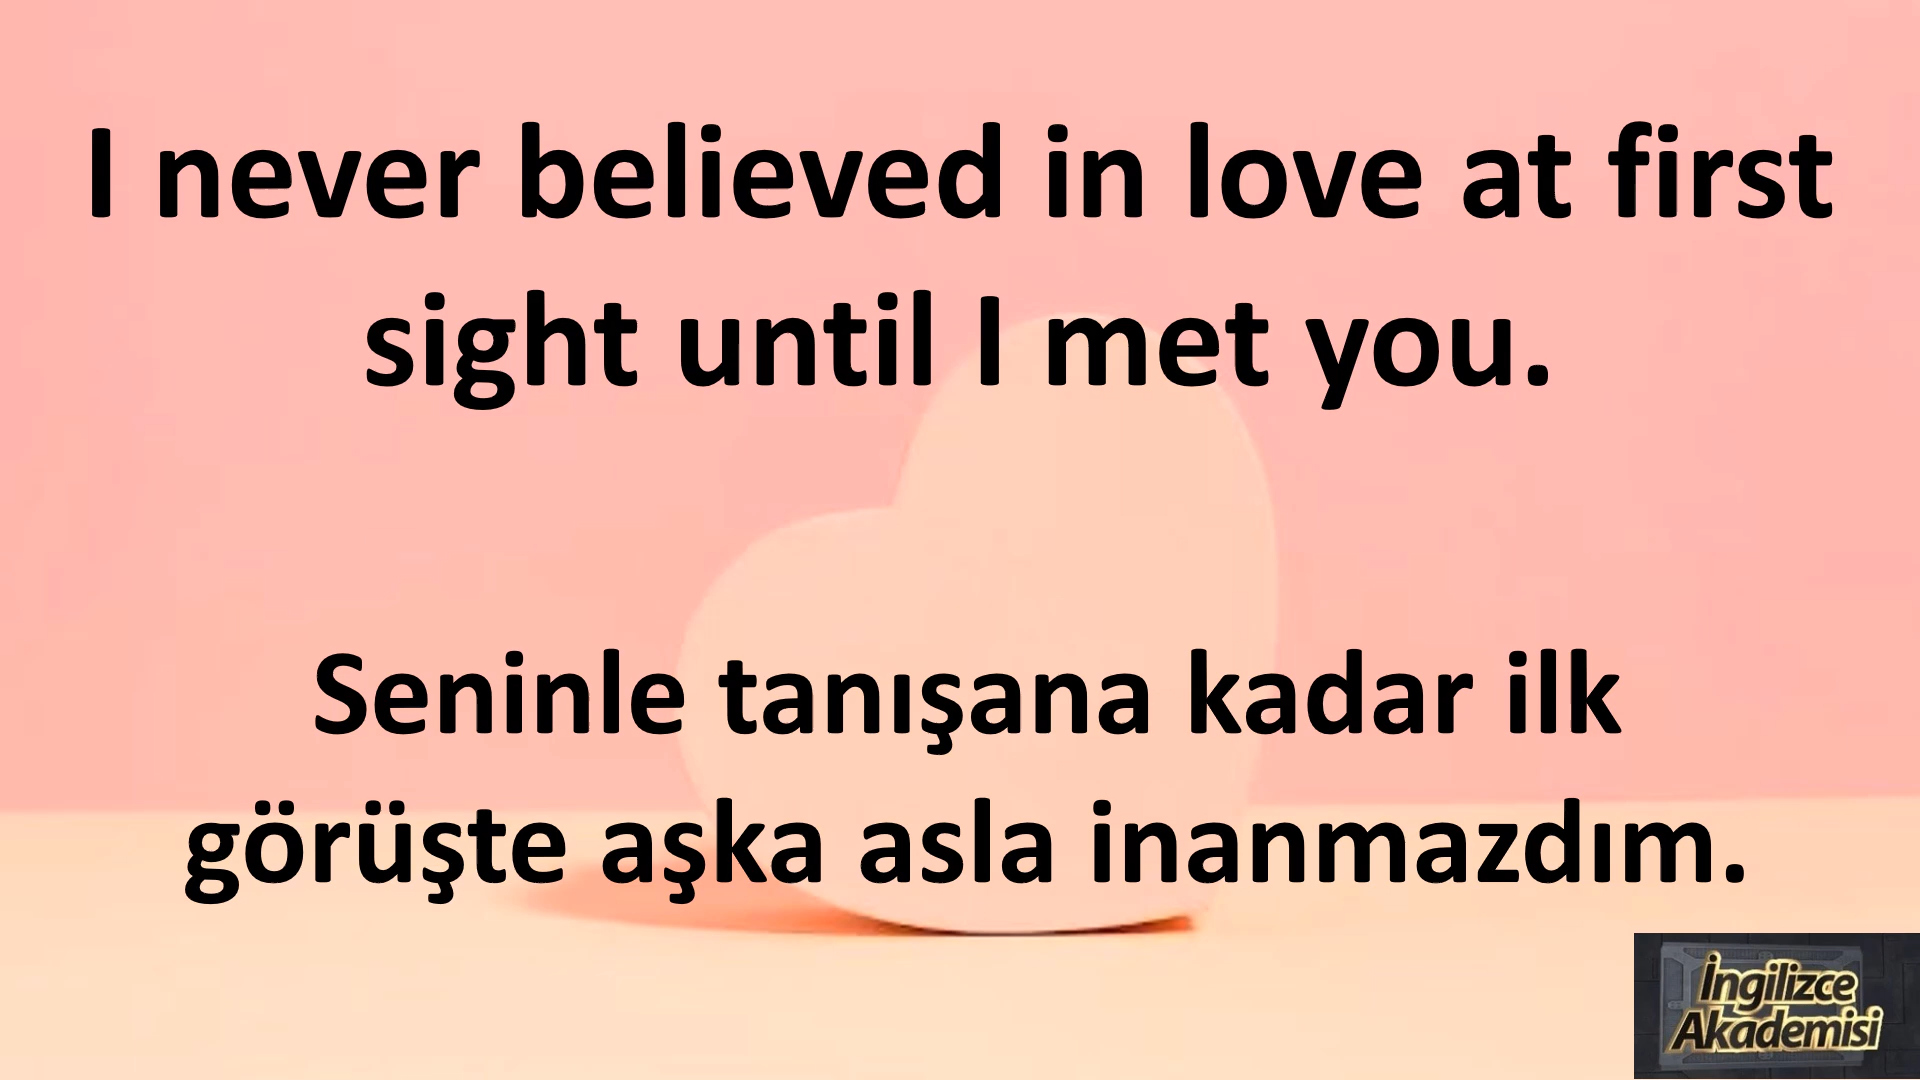 I never believed in love at first
sight until I met you.
Seninle tanışana kadar ilk
görüşte aşka asla inanmazdım.
İngilizce
Akademisi